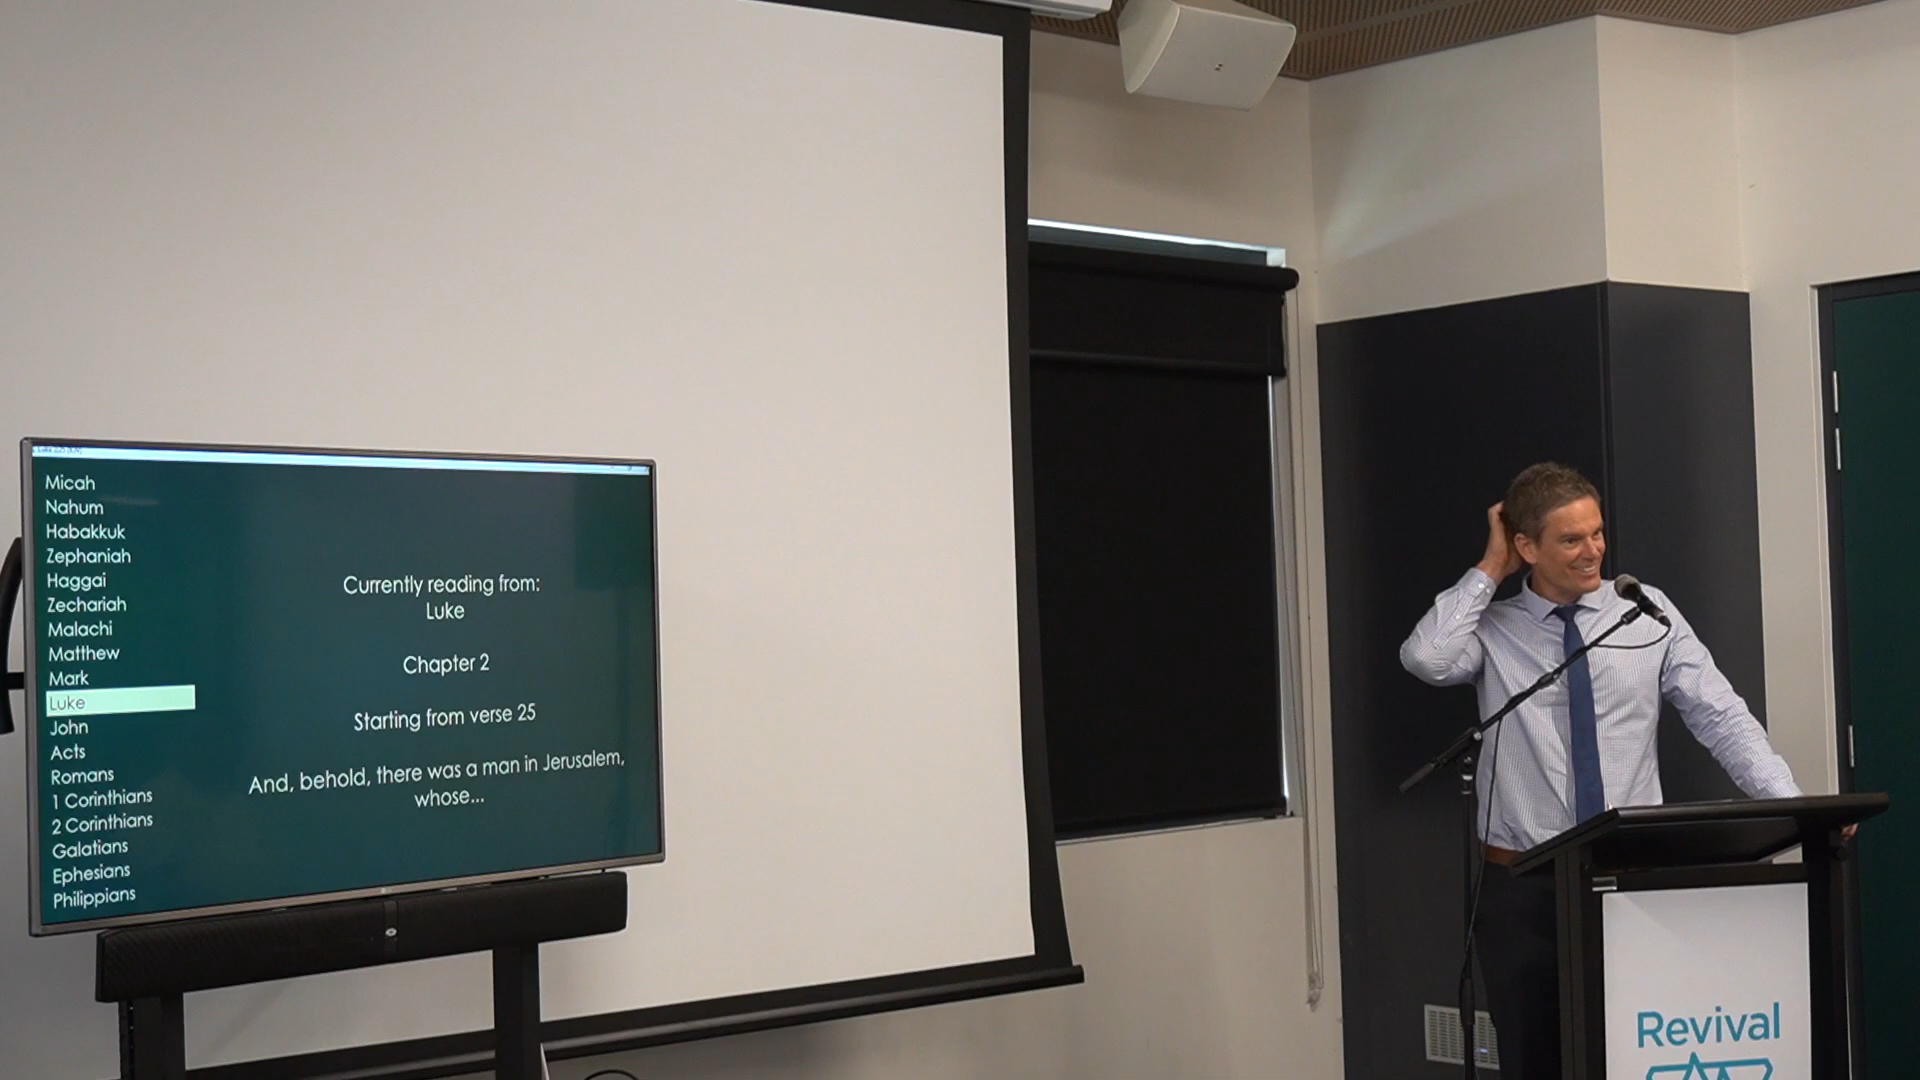 Micah
Nahum
Habakkuk
Zephaniah
Haggai
Zechariah
Malachi
Matthew
Mark
Luke
John
Acts
Romans
1 Corinthians
2 Corinthians
Galatians
Ephesians
Philippians
Currently reading from:
Luke
Chapter 2
Starting from verse 25
And, behold, there was a man in Jerusalem,
whose...
Revival